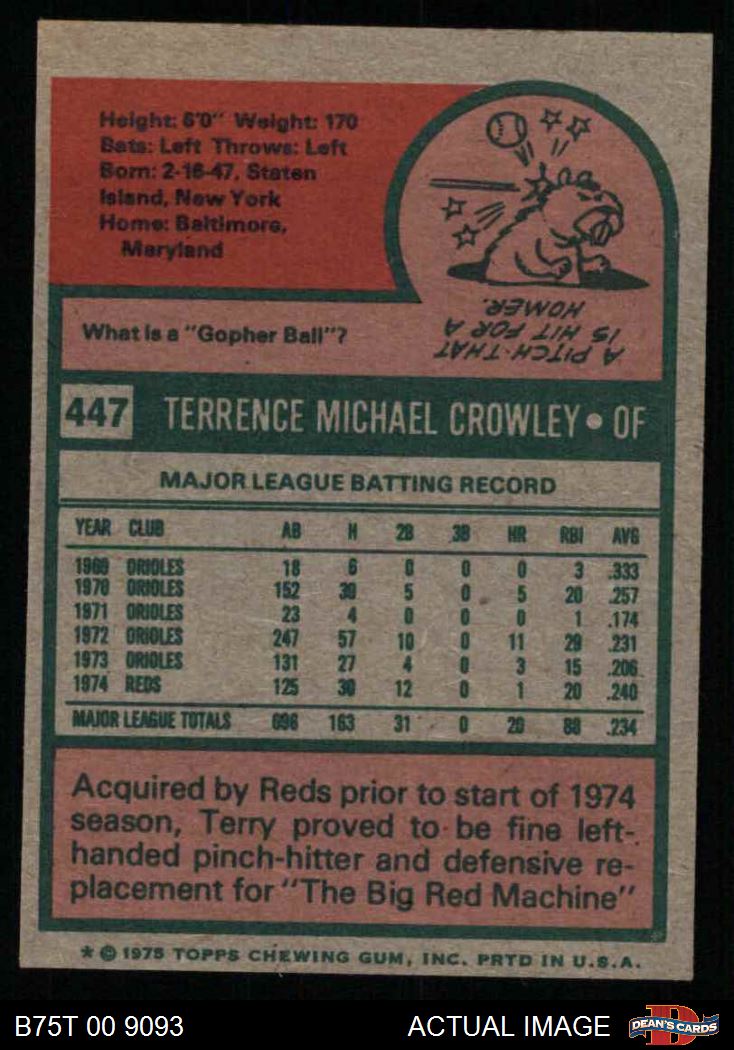 Height: 6'0" Weight: 170
Bats: Left Throws: Left
Born: 2-16-47, Staten
Island, New York
Home: Baltimore,
Maryland
What is a "Gopher Ball"?
A PITCH THAT
IS HIT FOR A
HOMER.
447 TERRENCE MICHAEL CROWLEY • OF
MAJOR LEAGUE BATTING RECORD
YEAR CLUB AB H 2B 3B HR RBI AVG
1969 ORIOLES 18 6 0 0 0 3 .333
1970 ORIOLES 152 39 5 0 5 20 .257
1971 ORIOLES 23 4 0 0 0 1 .174
1972 ORIOLES 247 57 10 0 11 29 .231
1973 ORIOLES 131 27 4 0 3 15 .206
1974 REDS 125 30 12 0 1 20 .240
MAJOR LEAGUE TOTALS 696 163 31 0 20 88 .234
Acquired by Reds prior to start of 1974
season, Terry proved to be fine left-
handed pinch-hitter and defensive re-
placement for "The Big Red Machine"
* © 1975 TOPPS CHEWING GUM, INC. PRTD IN U.S.A.
B75T 00 9093 ACTUAL IMAGE DEAN'S CARDS